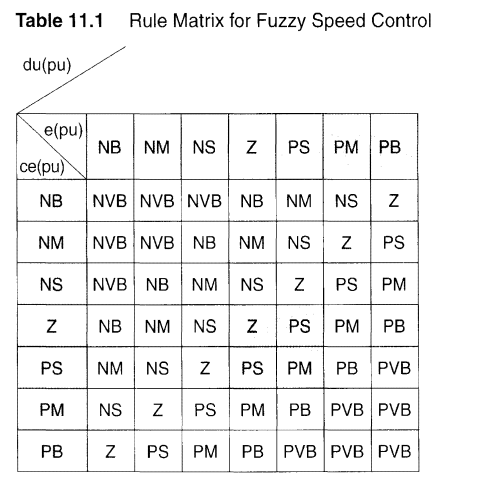 Table 11.1 Rule Matrix for Fuzzy Speed Control
du(pu)
e(pu)
ce(pu)
NB NM NS Z PS PM PB
NB NVB NVB NVB NB NM NS Z
NM NVB NVB NB NM NS Z PS
NS NVB NB NM NS Z PS PM
Z NB NM NS Z PS PM PB
PS NM NS Z PS PM PB PVB
PM NS Z PS PM PB PVB PVB
PB Z PS PM PB PVB PVB PVB